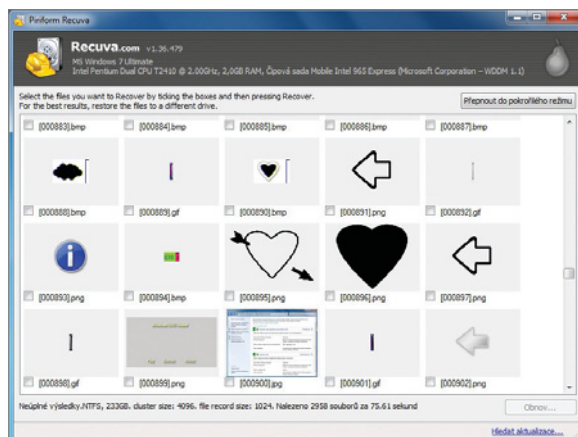 Piriform Recuva
Recuva.com v1.36.479
MS Windows 7 Ultimate
Intel Pentium Dual CPU T2410 @ 2.00GHz, 2,0GB RAM, Čipová sada Mobile Intel 965 Express (Microsoft Corporation - WDDM 1.1)
Select the files you want to Recover by ticking the boxes and then pressing Recover.
For the best results, restore the files to a different drive.
Přepnout do pokročilého režimu
[000883].bmp [000884].bmp [000885].bmp [000886].bmp [000887].bmp
[000888].bmp [000889].gif [000890].bmp [000891].png [000892].gif
[000893].png [000894].bmp [000895].png [000896].png [000897].png
[000898].gif [000899].png [000900].jpg [000901].gif [000902].png
Neúplné výsledky.NTFS, 233GB, cluster size: 4096, file record size: 1024, Nalezeno 2958 souborů za 75.61 sekund
Obnov...
Hledat aktualizace...